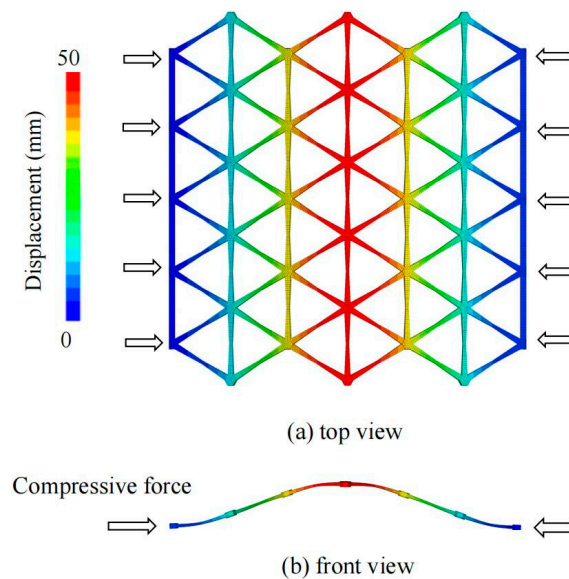 50
Displacement (mm)
0
(a) top view
Compressive force
(b) front view